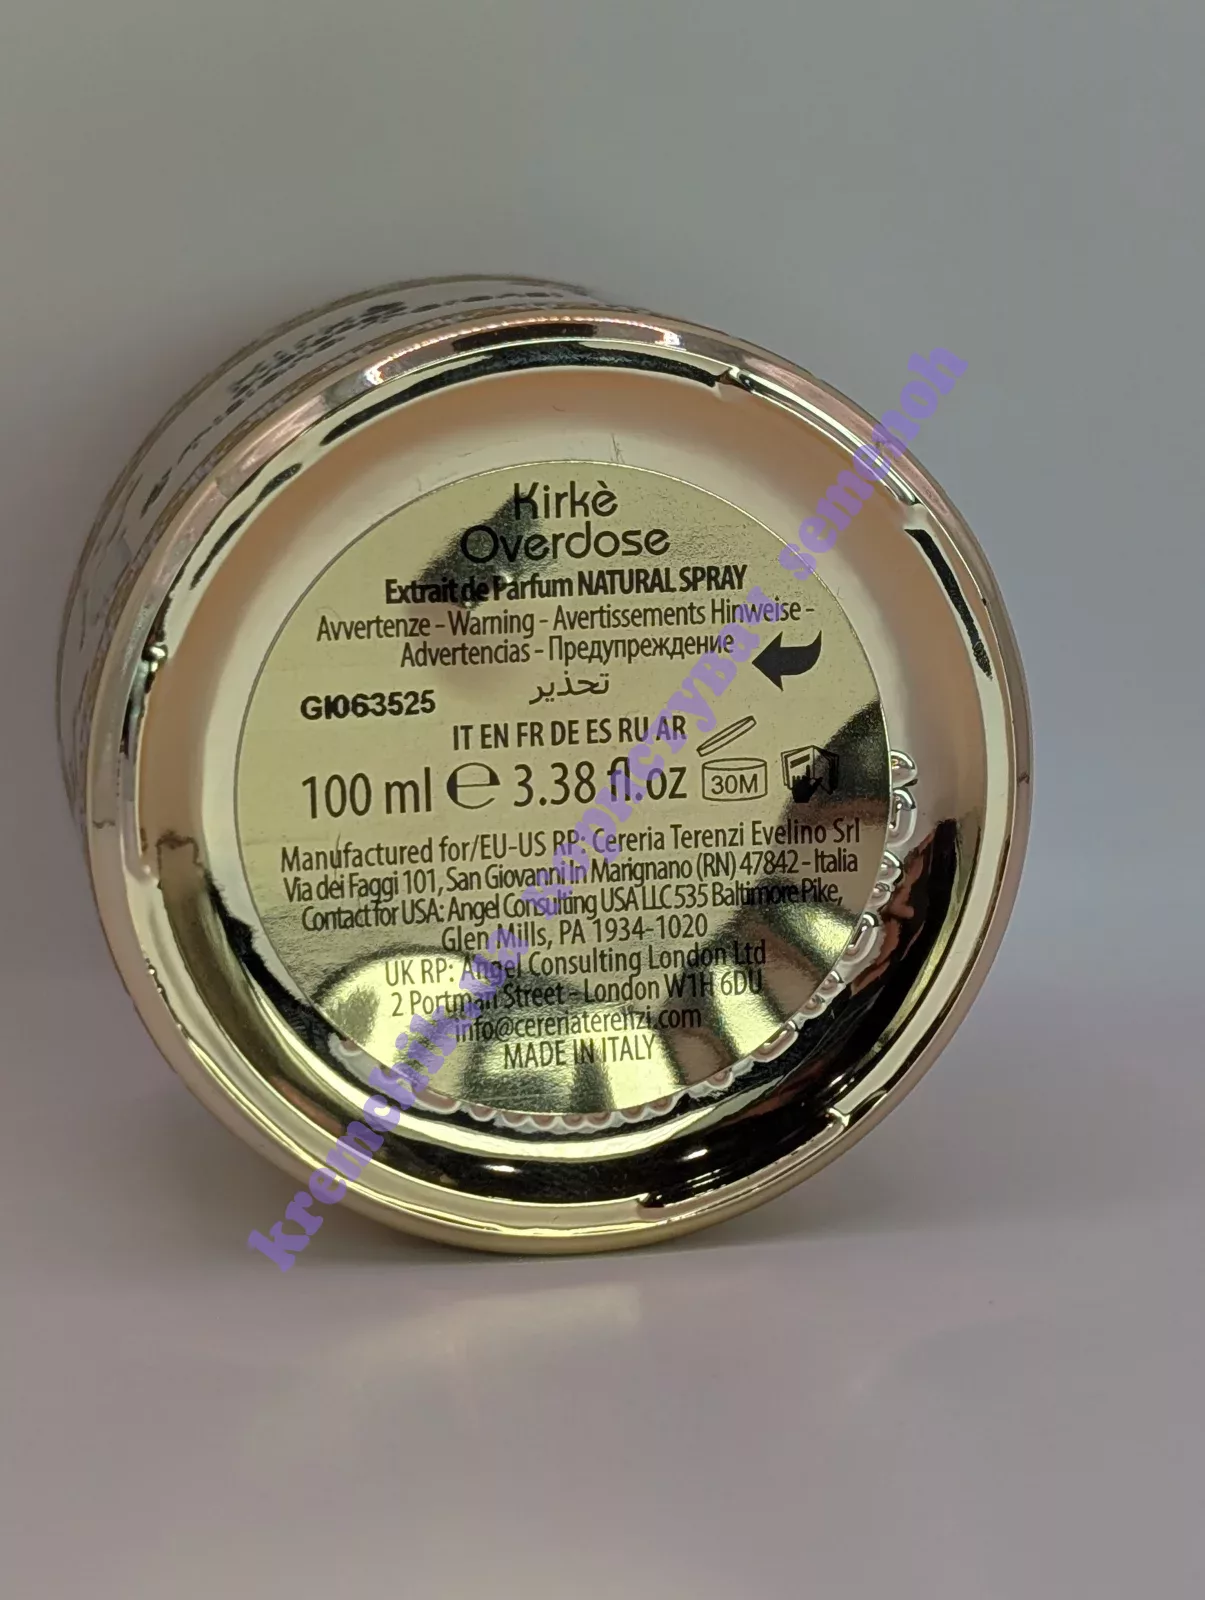 Kirkè
Overdose
Extrait de Parfum NATURAL SPRAY
Avvertenze - Warning - Avertissements Hinweise -
Advertencias - Предупреждение
تحذير
GI063525
IT EN FR DE ES RU AR
100 ml ℮ 3.38 fl.oz
30M
Manufactured for/EU-US RP: Cereria Terenzi Evelino Srl
Via dei Faggi 101, San Giovanni In Marignano (RN) 47842 - Italia
Contact for USA: Angel Consulting USA LLC 535 Baltimore Pike,
Glen Mills, PA 1934-1020
UK RP: Angel Consulting London Ltd
2 Portman Street - London W1H 6DU
info@cereriaterenzi.com
MADE IN ITALY